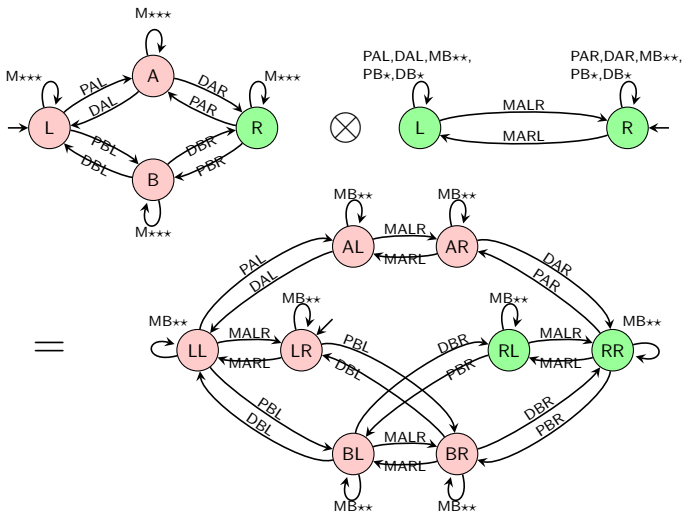 M⋆⋆⋆
PAL,DAL,MB⋆⋆,
PB⋆,DB⋆
PAR,DAR,MB⋆⋆,
PB⋆,DB⋆
M⋆⋆⋆
A
M⋆⋆⋆
PAL
DAL
DAR
PAR
L
R
⊗
L
MALR
MARL
R
PBL
DBL
DBR
PBR
B
M⋆⋆⋆
MB⋆⋆
MB⋆⋆
AL
MALR
MARL
AR
PAL
DAL
DAR
PAR
=
MB⋆⋆
MB⋆⋆
MB⋆⋆
MB⋆⋆
LL
MALR
MARL
LR
PBL
DBL
DBR
PBR
RL
MALR
MARL
RR
PBL
DBL
DBR
PBR
BL
MALR
MARL
BR
MB⋆⋆
MB⋆⋆